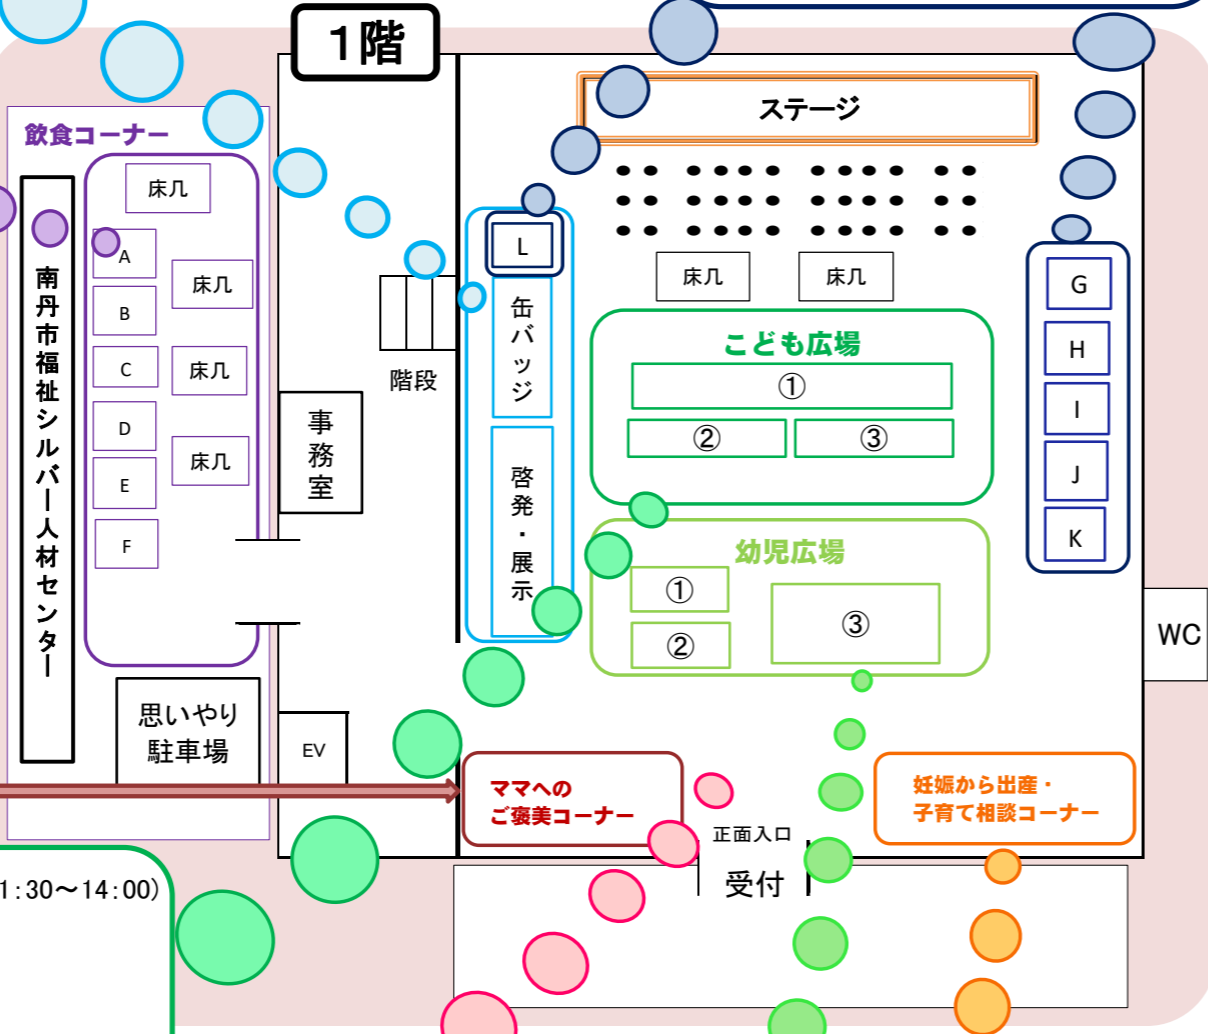 1階
ステージ
飲食コーナー
床几
A
B
C
D
E
F
床几
床几
床几
南丹市福祉シルバー人材センター
思いやり
駐車場
事務室
階段
EV
L
缶バッジ
啓発・展示
床几
床几
こども広場
①
②
③
幼児広場
①
②
③
G
H
I
J
K
WC
ママへの
ご褒美コーナー
正面入口
受付
妊娠から出産・
子育て相談コーナー
1:30～14:00)